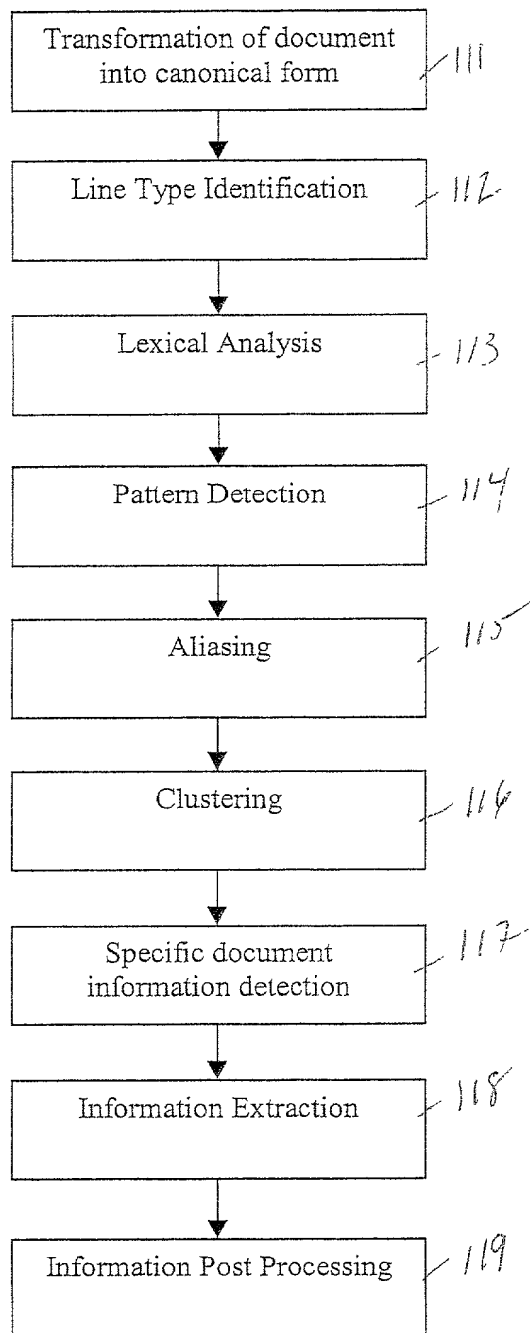 Transformation of document
into canonical form
111
Line Type Identification
112
Lexical Analysis
113
Pattern Detection
114
Aliasing
115
Clustering
116
Specific document
information detection
117
Information Extraction
118
Information Post Processing
119